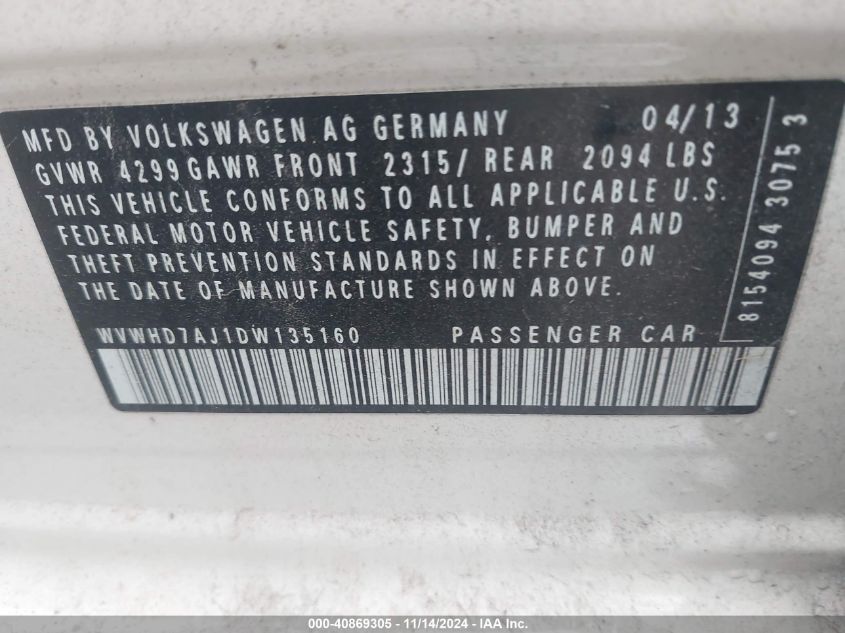 MFD BY VOLKSWAGEN AG GERMANY 04/13
GVWR 4299 GAWR FRONT 2315/ REAR 2094 LBS
THIS VEHICLE CONFORMS TO ALL APPLICABLE U.S.
FEDERAL MOTOR VEHICLE SAFETY, BUMPER AND
THEFT PREVENTION STANDARDS IN EFFECT ON
THE DATE OF MANUFACTURE SHOWN ABOVE.
WVWHD7AJ1DW135160 PASSENGER CAR
8154094 30753
000-40869305 - 11/14/2024 - IAA Inc.